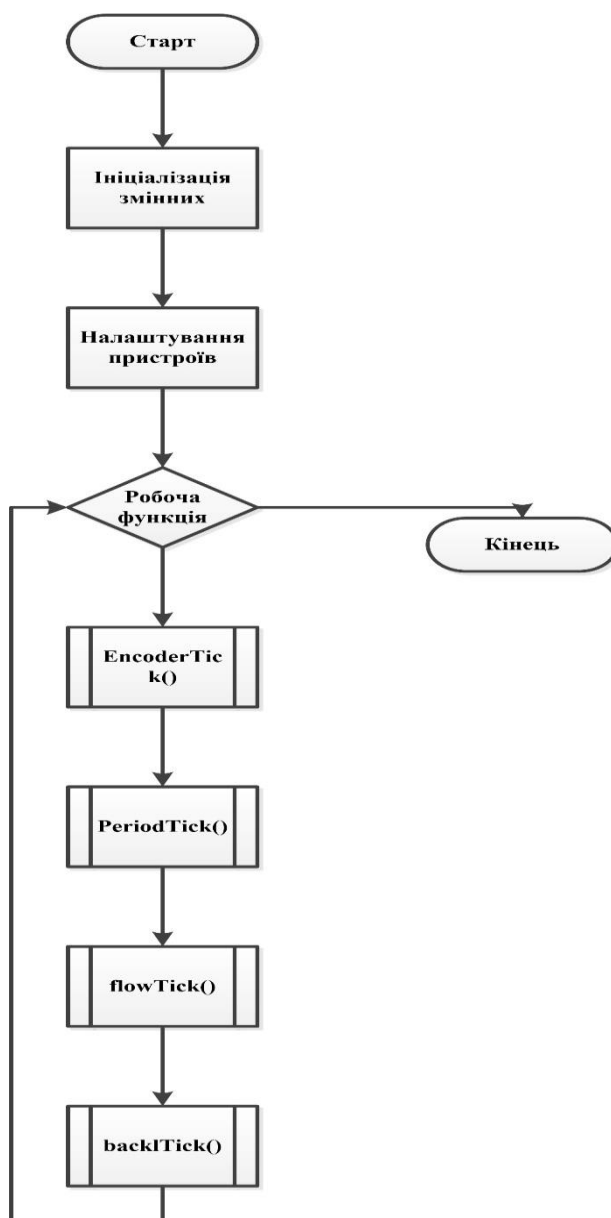 Старт
Ініціалізація
змінних
Налаштування
пристроїв
Робоча
функція
Кінець
EncoderTic
k()
PeriodTick()
flowTick()
backlTick()